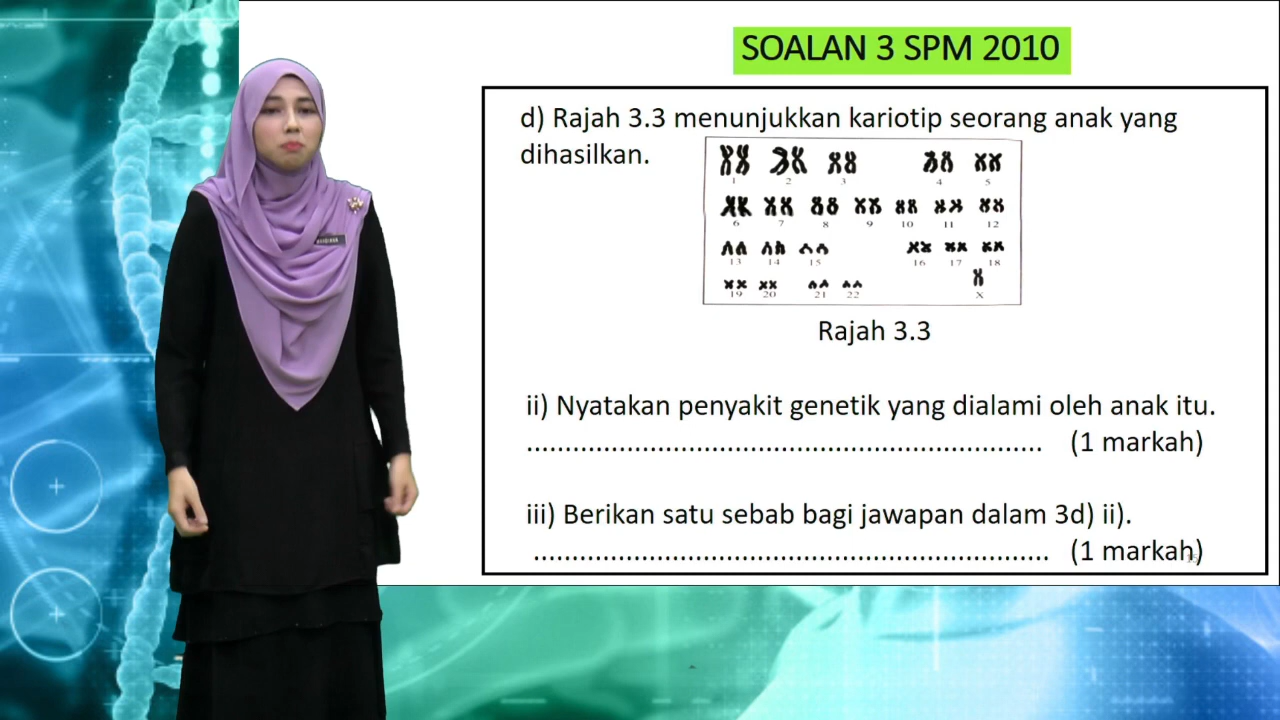 SOALAN 3 SPM 2010
d) Rajah 3.3 menunjukkan kariotip seorang anak yang
dihasilkan.
1 2 3 4 5
6 7 8 9 10 11 12
13 14 15 16 17 18
19 20 21 22 X
Rajah 3.3
ii) Nyatakan penyakit genetik yang dialami oleh anak itu.
.................................................................... (1 markah)
iii) Berikan satu sebab bagi jawapan dalam 3d) ii).
.................................................................... (1 markah)